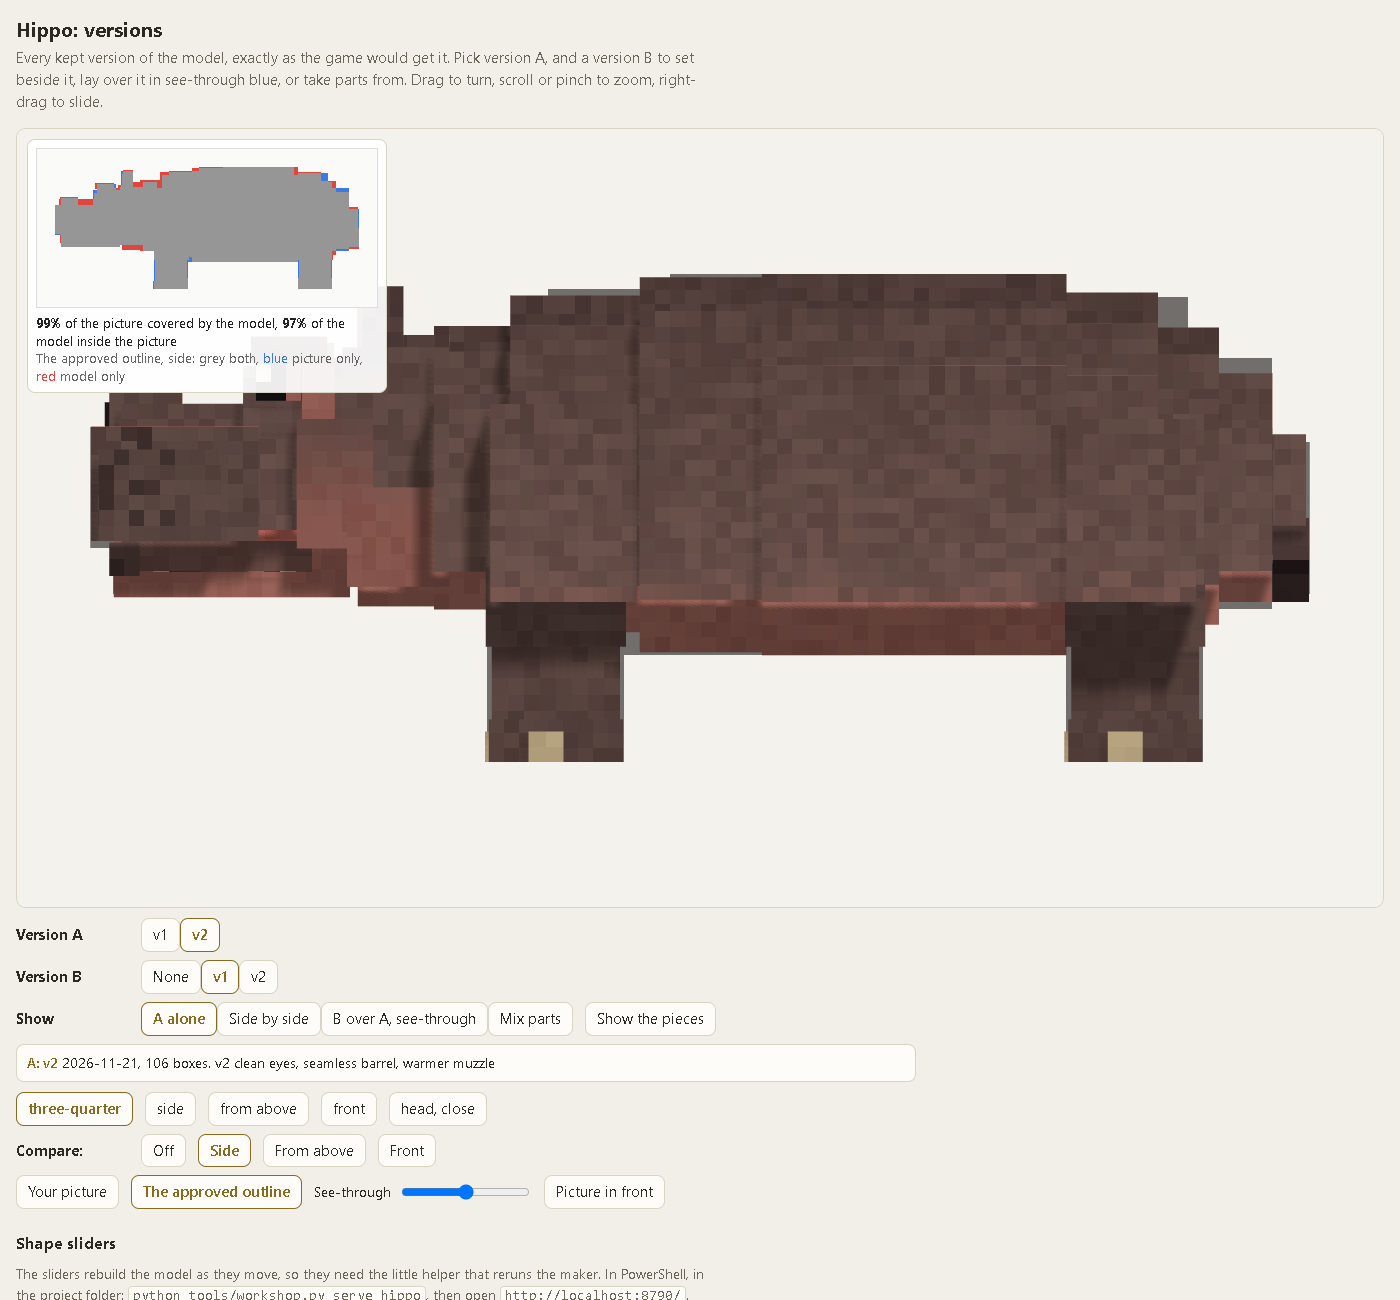 Hippo: versions
Every kept version of the model, exactly as the game would get it. Pick version A, and a version B to set
beside it, lay over it in see-through blue, or take parts from. Drag to turn, scroll or pinch to zoom, right-
drag to slide.
99% of the picture covered by the model, 97% of the
model inside the picture
The approved outline, side: grey both, blue picture only,
red model only
Version A v1 v2
Version B None v1 v2
Show A alone Side by side B over A, see-through Mix parts Show the pieces
A: v2 2026-11-21, 106 boxes. v2 clean eyes, seamless barrel, warmer muzzle
three-quarter side from above front head, close
Compare: Off Side From above Front
Your picture The approved outline See-through Picture in front
Shape sliders
The sliders rebuild the model as they move, so they need the little helper that reruns the maker. In PowerShell, in
the project folder: python tools/workshop.py serve hippo, then open http://localhost:8790/.